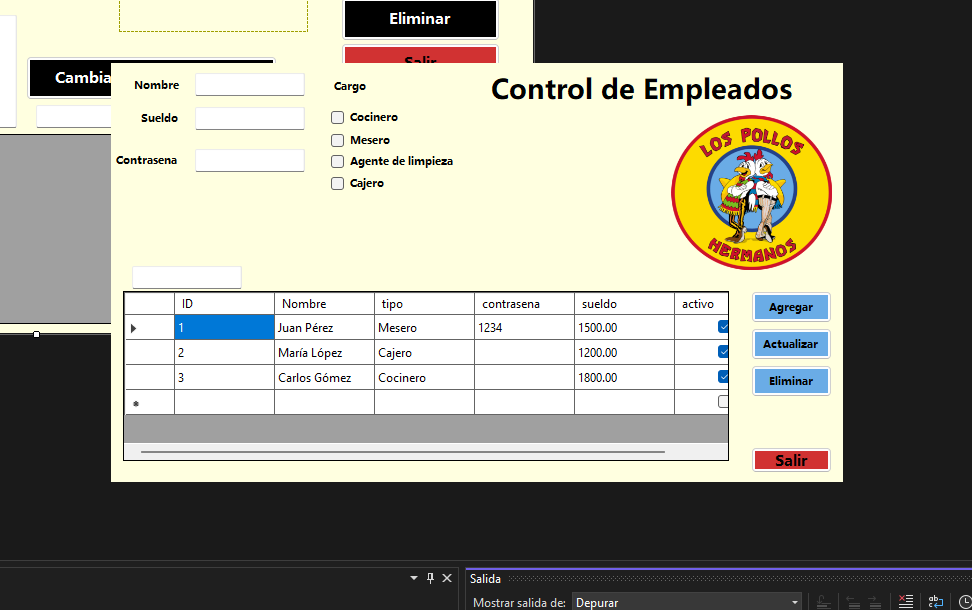 Eliminar
Salir
Cambia
Control de Empleados
Nombre
Sueldo
Contrasena
Cargo
Cocinero
Mesero
Agente de limpieza
Cajero
LOS POLLOS
HERMANOS
ID Nombre tipo contrasena sueldo activo
1 Juan Pérez Mesero 1234 1500.00
2 María López Cajero 1200.00
3 Carlos Gómez Cocinero 1800.00
Agregar
Actualizar
Eliminar
Salir
Salida
Mostrar salida de: Depurar